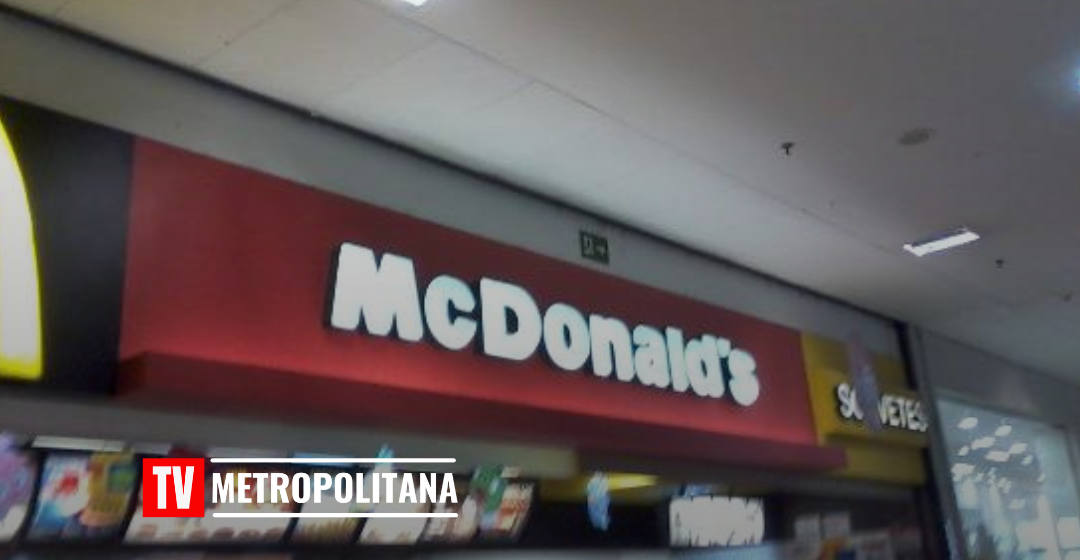 McDonald's
SORVETES
TV METROPOLITANA